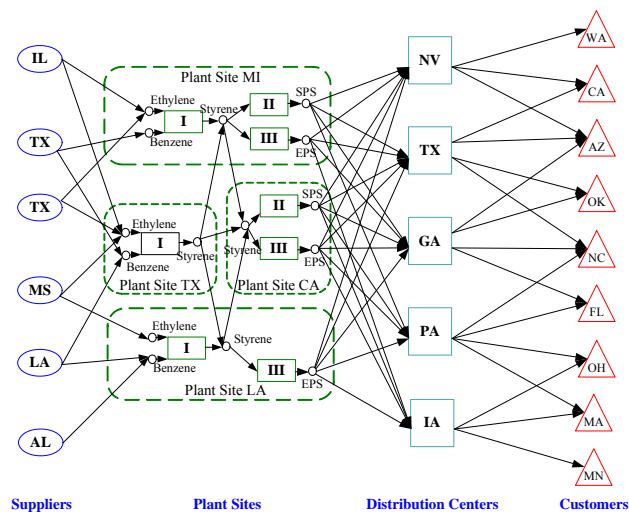 IL
TX
TX
MS
LA
AL
Plant Site MI
Ethylene
Benzene
I
Styrene
II
III
SPS
EPS
Plant Site TX
Ethylene
Benzene
I
Styrene
Plant Site CA
Styrene
II
III
SPS
EPS
Plant Site LA
Ethylene
Benzene
I
Styrene
III
EPS
NV
TX
GA
PA
IA
WA
CA
AZ
OK
NC
FL
OH
MA
MN
Suppliers
Plant Sites
Distribution Centers
Customers